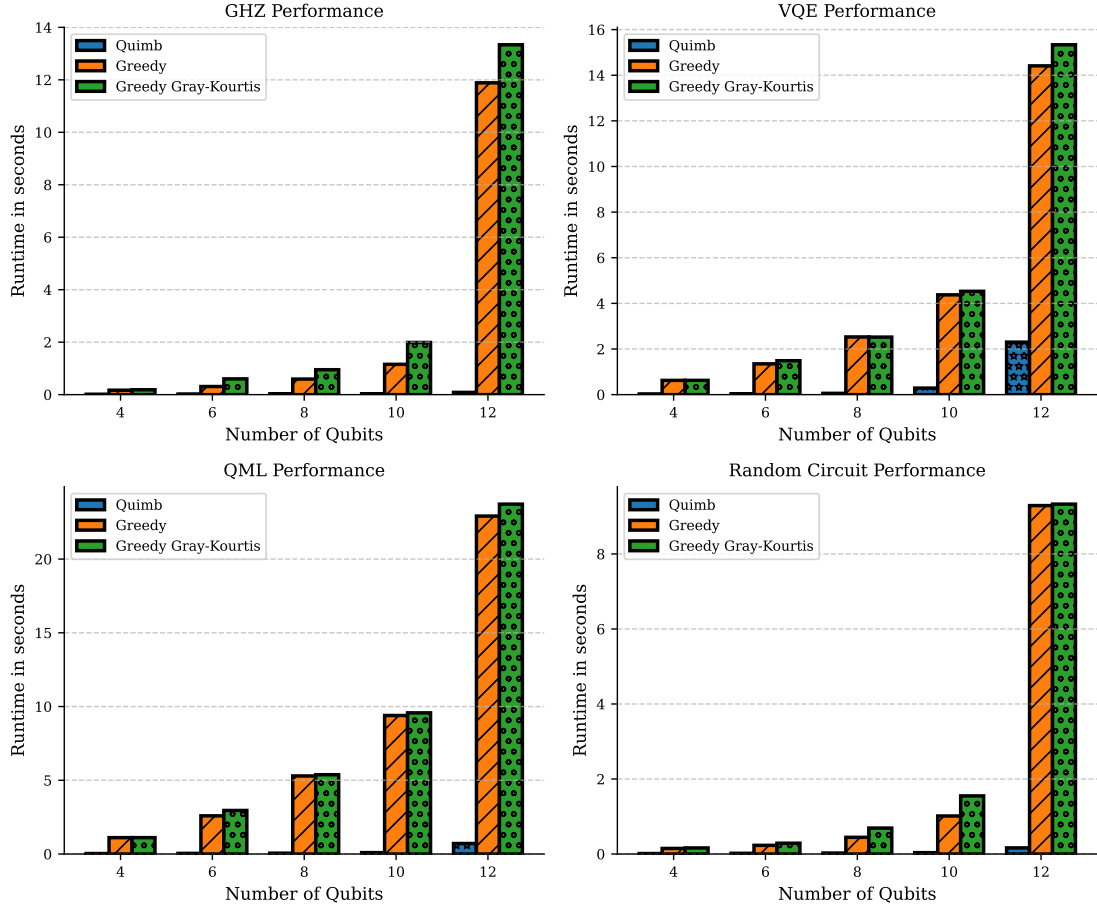 GHZ Performance
Quimb
Greedy
Greedy Gray-Kourtis
Runtime in seconds
14
12
10
8
6
4
2
0
4 6 8 10 12
Number of Qubits
VQE Performance
Quimb
Greedy
Greedy Gray-Kourtis
Runtime in seconds
16
14
12
10
8
6
4
2
0
4 6 8 10 12
Number of Qubits
QML Performance
Quimb
Greedy
Greedy Gray-Kourtis
Runtime in seconds
20
15
10
5
0
4 6 8 10 12
Number of Qubits
Random Circuit Performance
Quimb
Greedy
Greedy Gray-Kourtis
Runtime in seconds
8
6
4
2
0
4 6 8 10 12
Number of Qubits